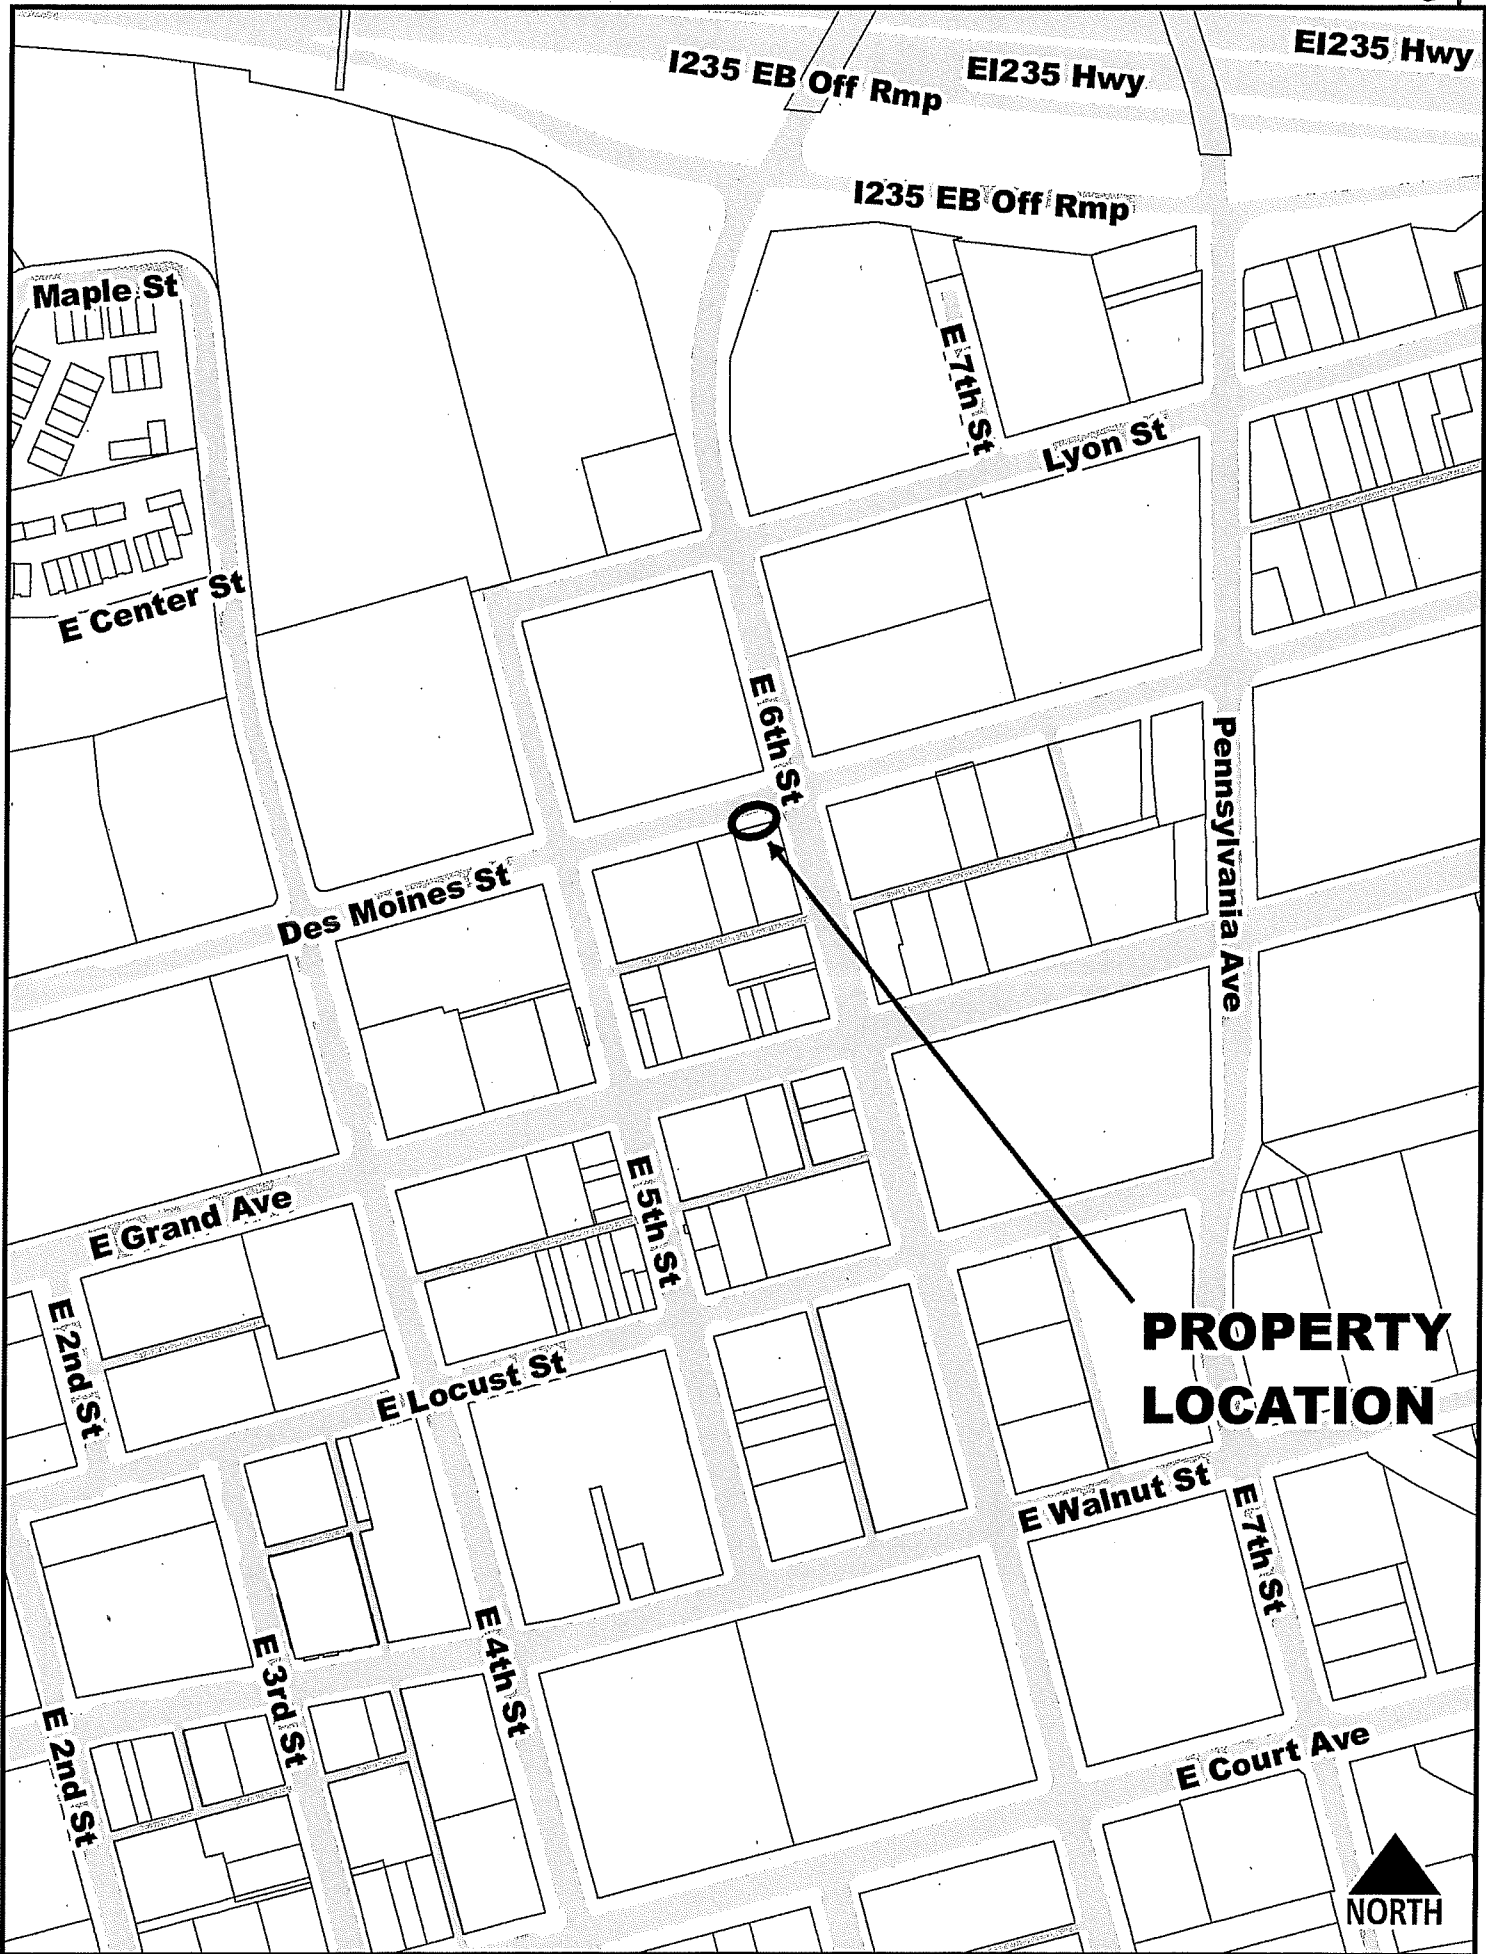 EI235 Hwy
I235 EB Off Rmp
EI235 Hwy
I235 EB Off Rmp
Maple St
E 7th St
Lyon St
E Center St
E 6th St
Pennsylvania Ave
Des Moines St
E Grand Ave
E 5th St
E 2nd St
PROPERTY
LOCATION
E Locust St
E Walnut St
E 7th St
E 4th St
E 3rd St
E 2nd St
E Court Ave
NORTH